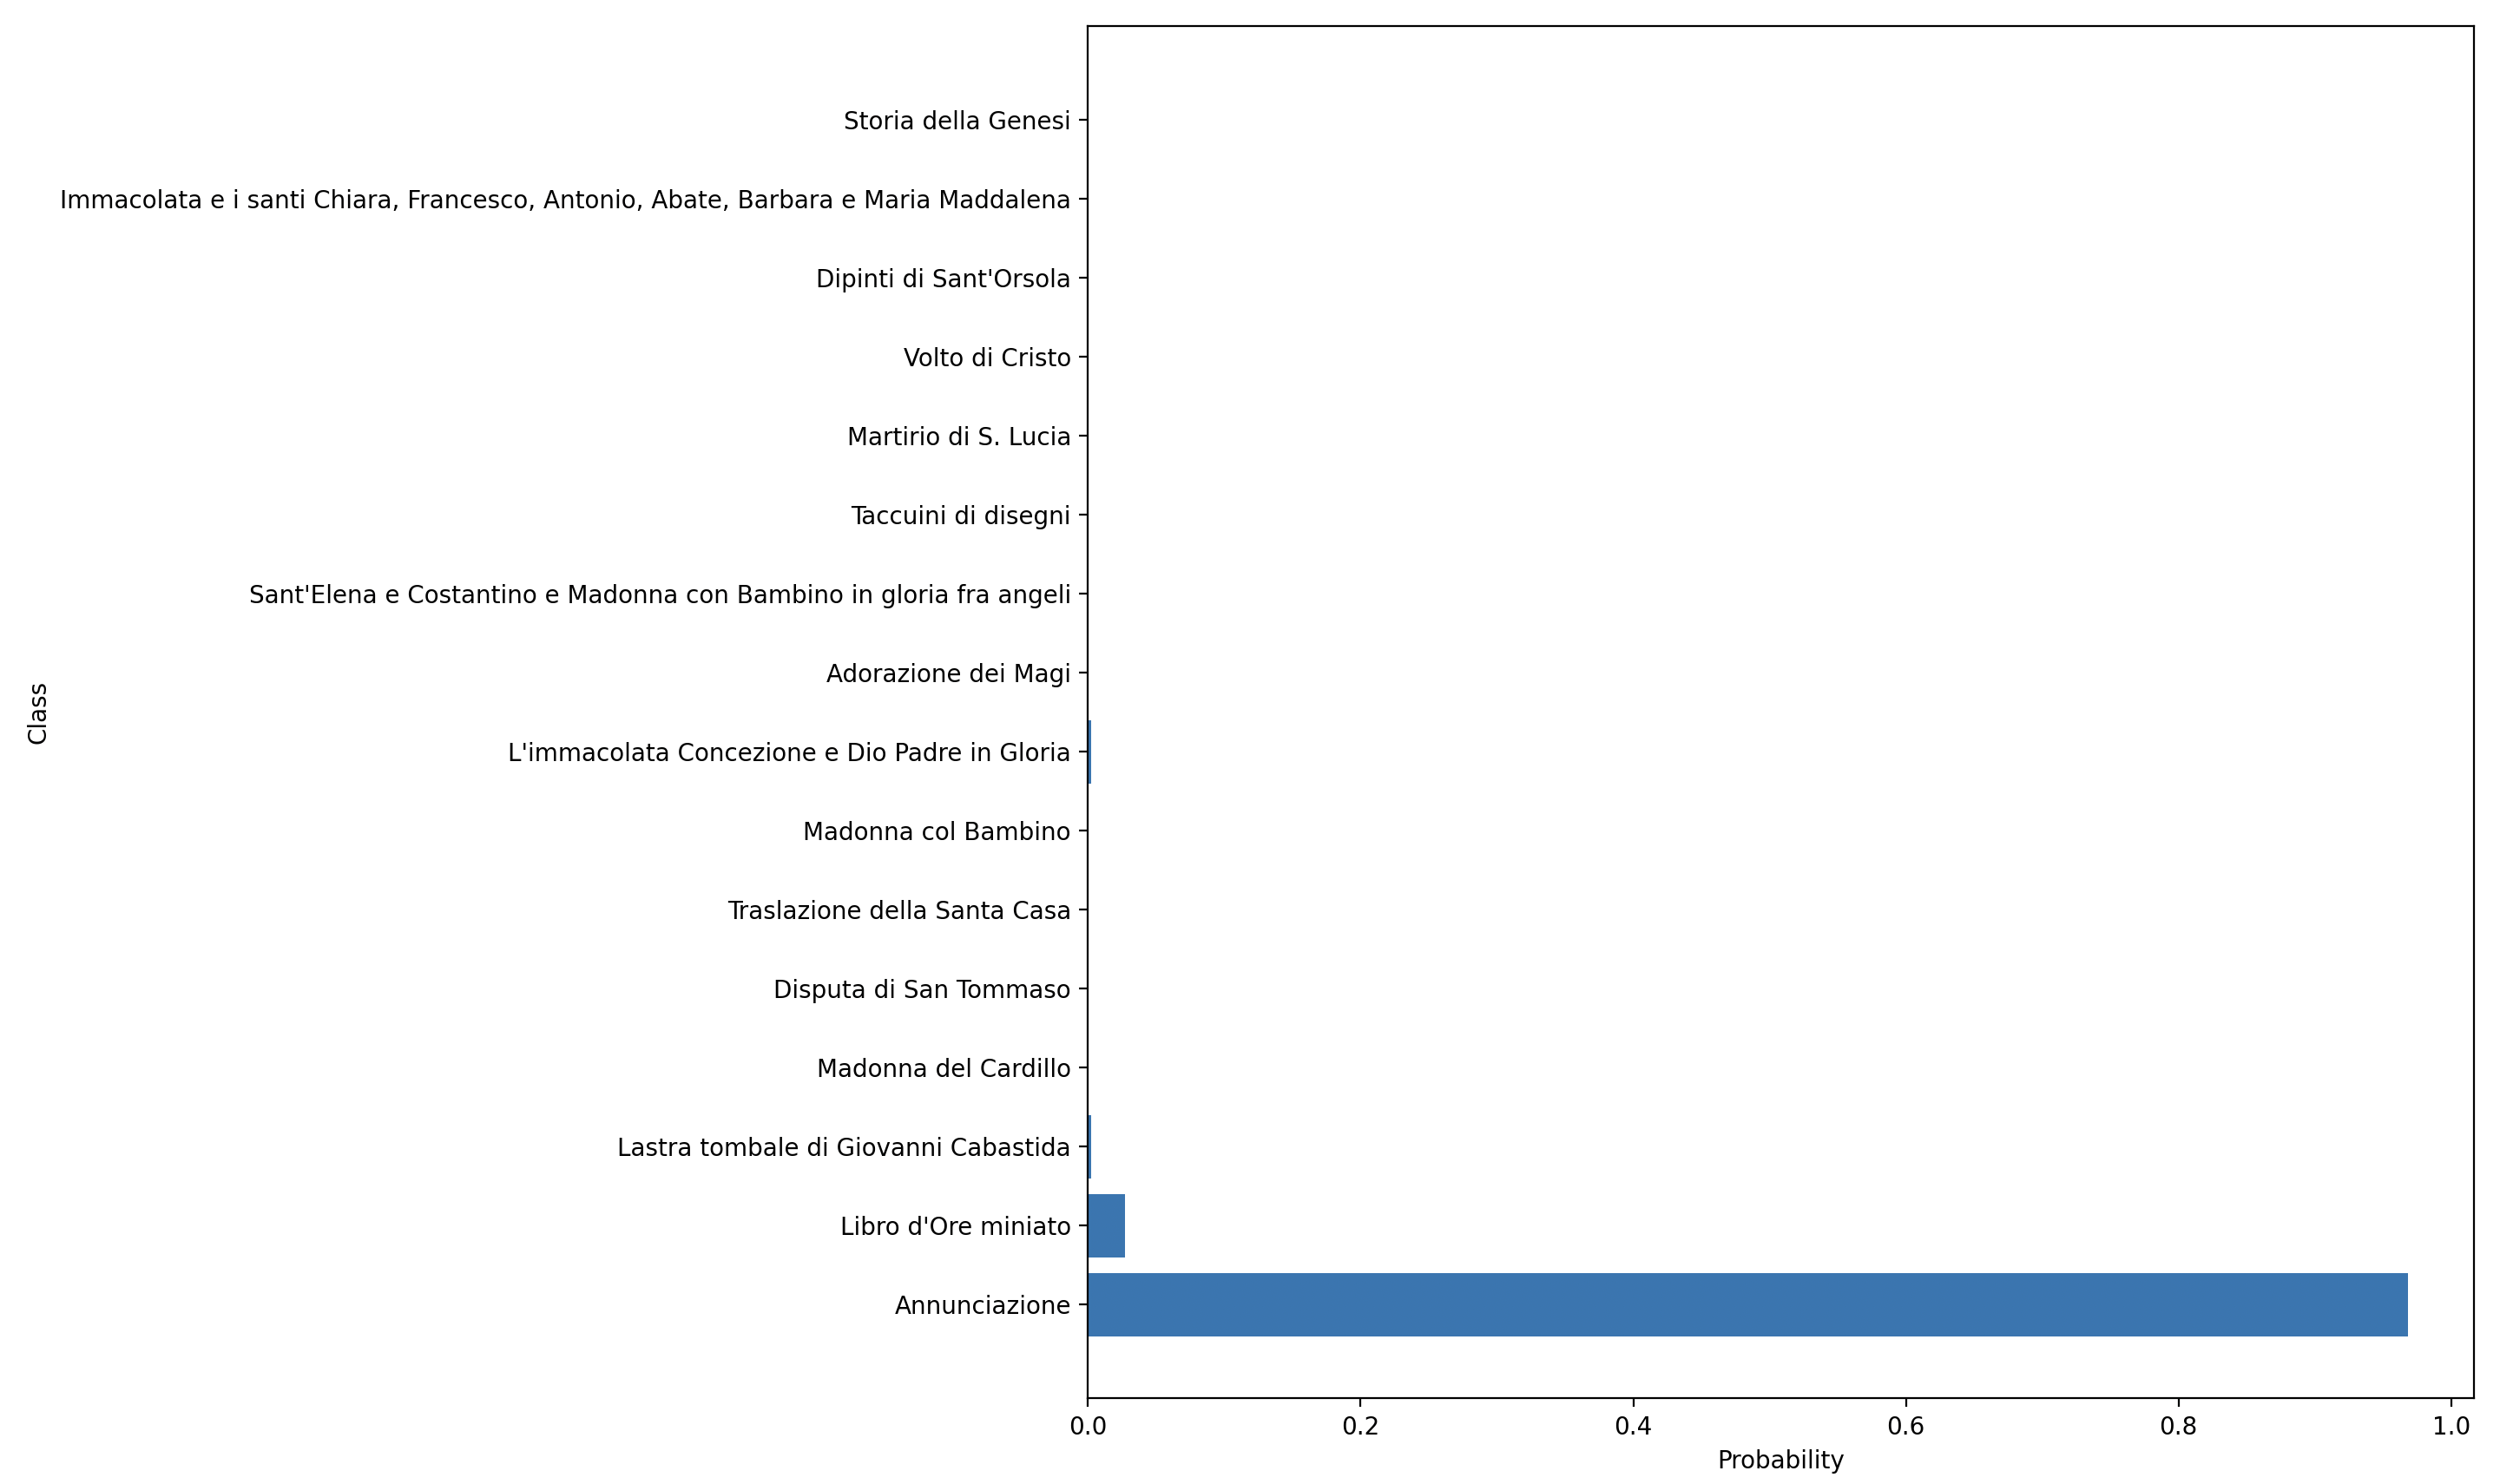 Storia della Genesi
Immacolata e i santi Chiara, Francesco, Antonio, Abate, Barbara e Maria Maddalena
Dipinti di Sant'Orsola
Volto di Cristo
Martirio di S. Lucia
Taccuini di disegni
Sant'Elena e Costantino e Madonna con Bambino in gloria fra angeli
Adorazione dei Magi
L'immacolata Concezione e Dio Padre in Gloria
Madonna col Bambino
Traslazione della Santa Casa
Disputa di San Tommaso
Madonna del Cardillo
Lastra tombale di Giovanni Cabastida
Libro d'Ore miniato
Annunciazione
Class
0.0 0.2 0.4 0.6 0.8 1.0
Probability